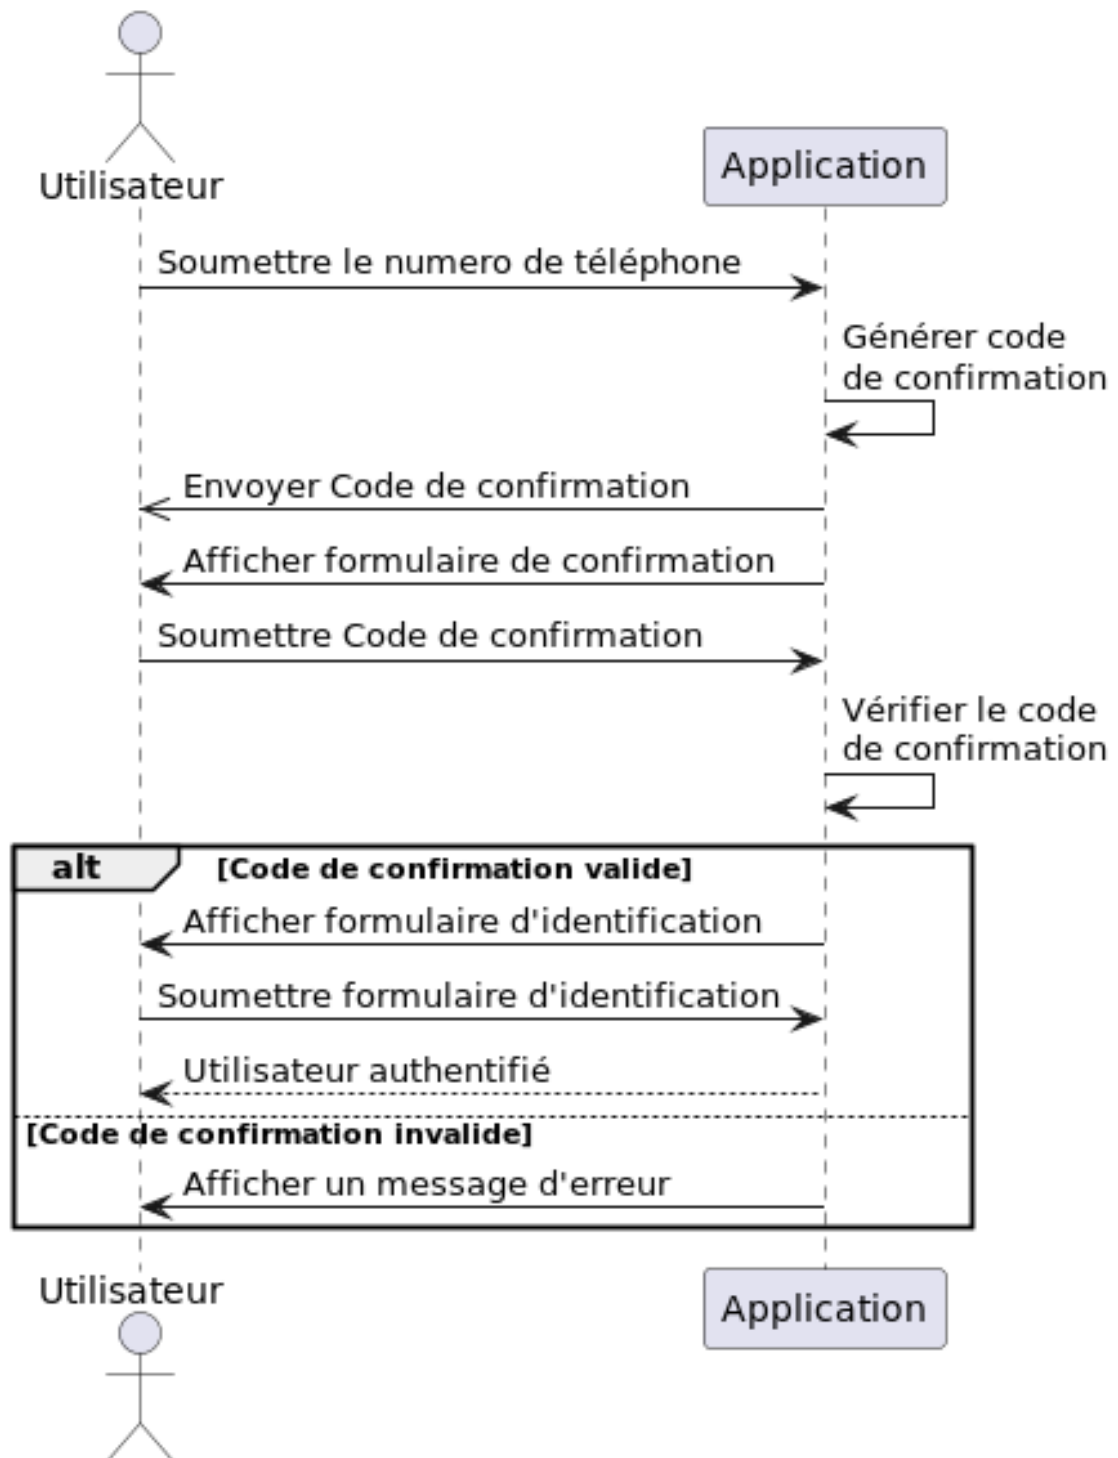 Utilisateur
Application
Soumettre le numero de téléphone
Générer code
de confirmation
Envoyer Code de confirmation
Afficher formulaire de confirmation
Soumettre Code de confirmation
Vérifier le code
de confirmation
alt [Code de confirmation valide]
Afficher formulaire d'identification
Soumettre formulaire d'identification
Utilisateur authentifié
[Code de confirmation invalide]
Afficher un message d'erreur
Utilisateur
Application